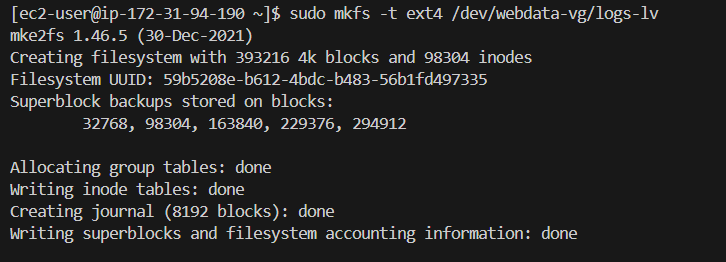 [ec2-user@ip-172-31-94-190 ~]$ sudo mkfs -t ext4 /dev/webdata-vg/logs-lv
mke2fs 1.46.5 (30-Dec-2021)
Creating filesystem with 393216 4k blocks and 98304 inodes
Filesystem UUID: 59b5208e-b612-4bdc-b483-56b1fd497335
Superblock backups stored on blocks:
        32768, 98304, 163840, 229376, 294912
Allocating group tables: done
Writing inode tables: done
Creating journal (8192 blocks): done
Writing superblocks and filesystem accounting information: done